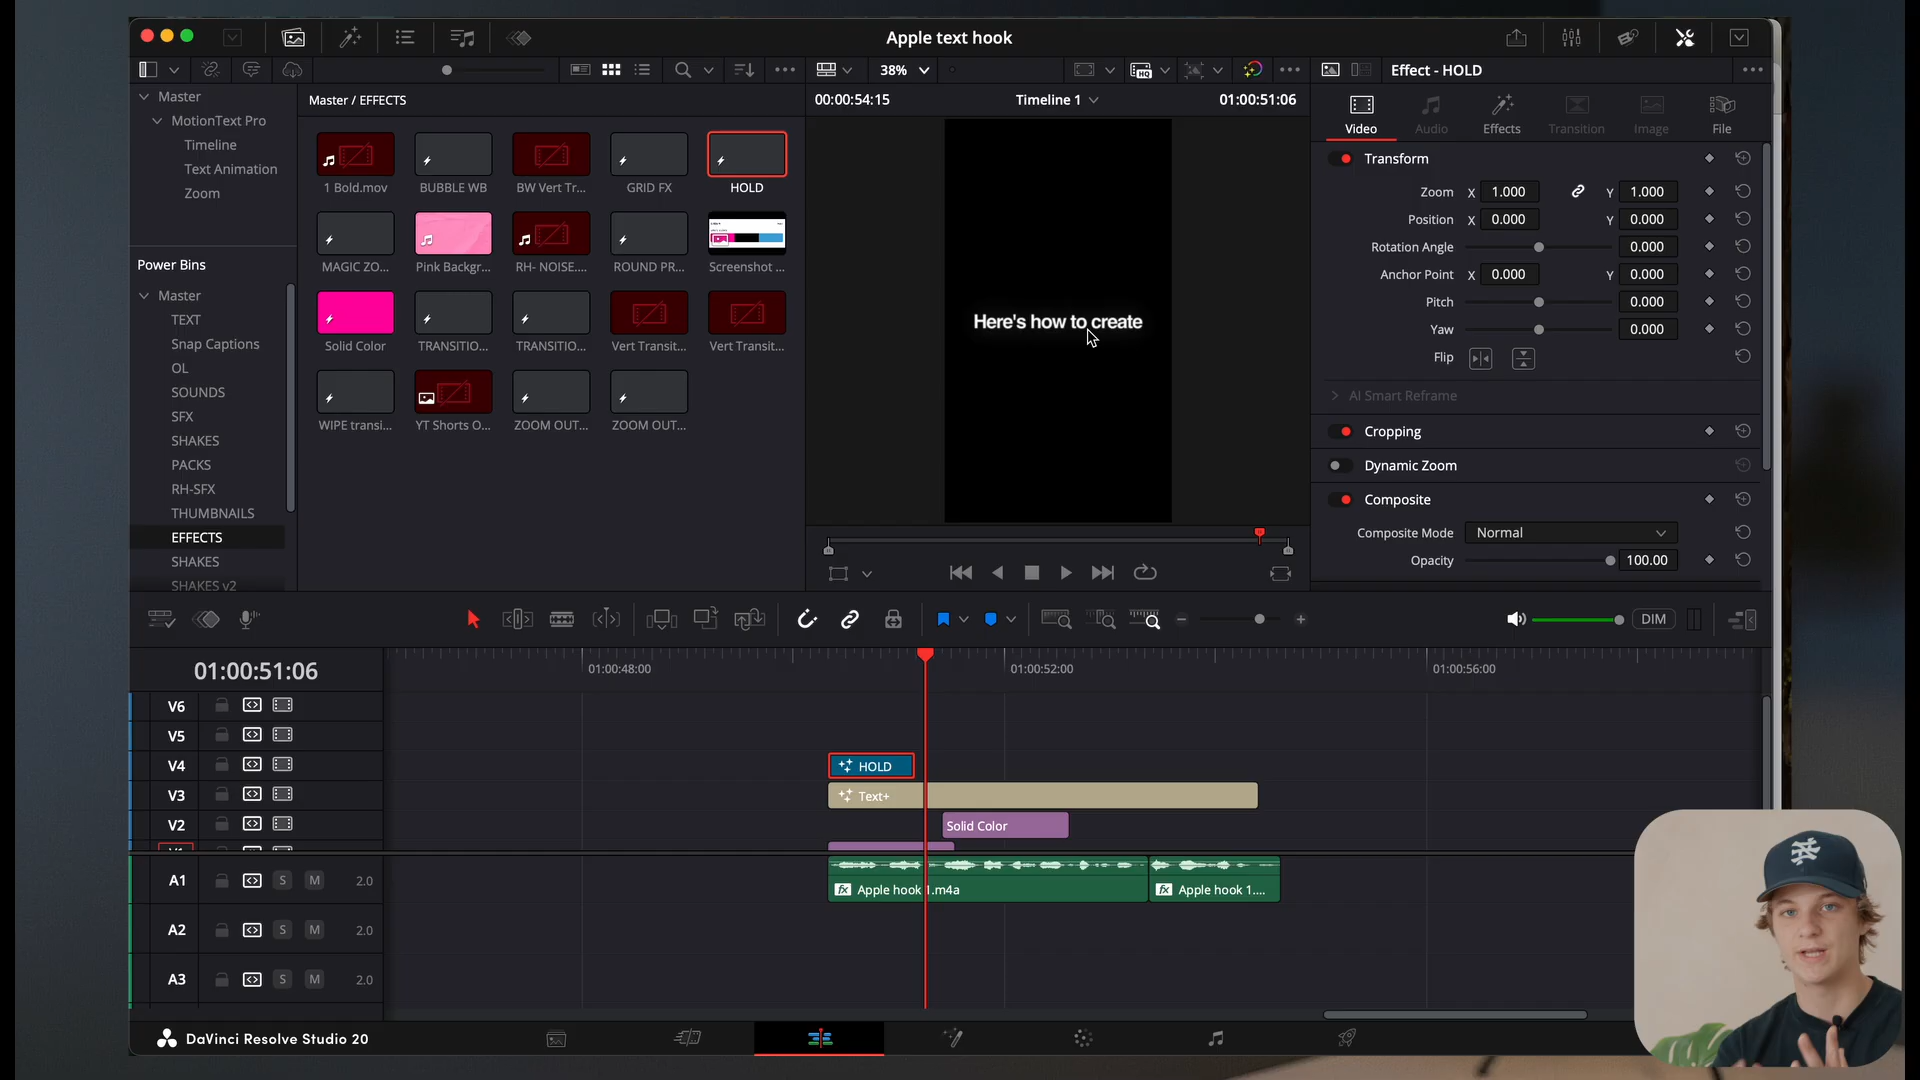 Apple text hook
38%
Effect - HOLD
Master
MotionText Pro
Timeline
Text Animation
Zoom
Power Bins
Master
TEXT
Snap Captions
OL
SOUNDS
SFX
SHAKES
PACKS
RH-SFX
THUMBNAILS
EFFECTS
SHAKES
SHAKES v2
Master / EFFECTS
1 Bold.mov
BUBBLE WB
BW Vert Tr...
GRID FX
HOLD
MAGIC ZO...
Pink Backgr...
RH- NOISE....
ROUND PR...
Screenshot ...
Solid Color
TRANSITIO...
TRANSITIO...
Vert Transit...
Vert Transit...
WIPE transi...
YT Shorts O...
ZOOM OUT...
ZOOM OUT...
00:00:54:15
Timeline 1
01:00:51:06
Here's how to create
Video
Audio
Effects
Transition
Image
File
Transform
Zoom X 1.000 Y 1.000
Position X 0.000 Y 0.000
Rotation Angle 0.000
Anchor Point X 0.000 Y 0.000
Pitch 0.000
Yaw 0.000
Flip
AI Smart Reframe
Cropping
Dynamic Zoom
Composite
Composite Mode Normal
Opacity 100.00
DIM
01:00:51:06
01:00:48:00
01:00:52:00
01:00:56:00
V6
V5
V4
HOLD
V3
Text+
V2
Solid Color
A1 S M 2.0
Apple hook 1.m4a
Apple hook 1....
A2 S M 2.0
A3 S M 2.0
DaVinci Resolve Studio 20